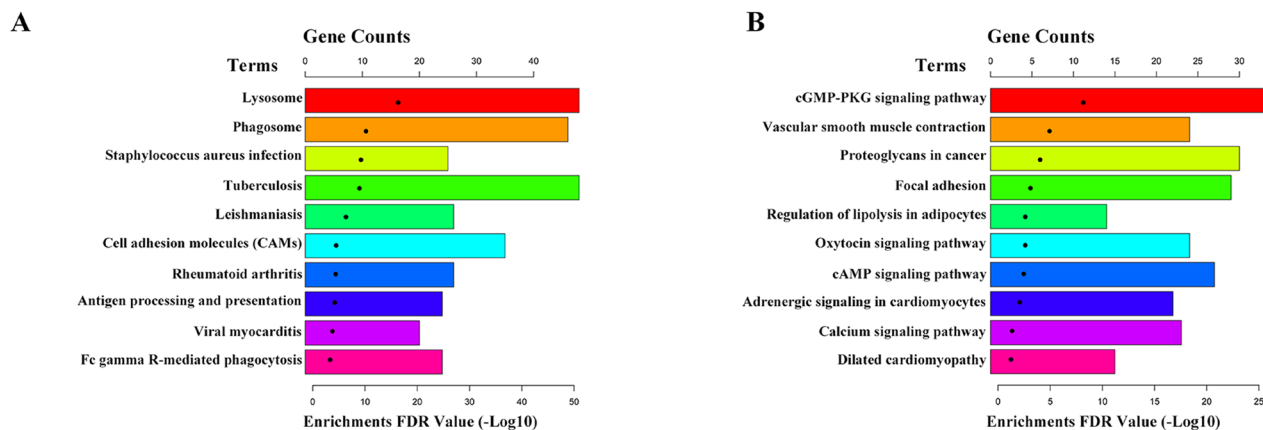 A
Gene Counts
0 10 20 30 40
Terms
Lysosome
Phagosome
Staphylococcus aureus infection
Tuberculosis
Leishmaniasis
Cell adhesion molecules (CAMs)
Rheumatoid arthritis
Antigen processing and presentation
Viral myocarditis
Fc gamma R-mediated phagocytosis
0 10 20 30 40 50
Enrichments FDR Value (-Log10)
B
Gene Counts
0 5 10 15 20 25 30
Terms
cGMP-PKG signaling pathway
Vascular smooth muscle contraction
Proteoglycans in cancer
Focal adhesion
Regulation of lipolysis in adipocytes
Oxytocin signaling pathway
cAMP signaling pathway
Adrenergic signaling in cardiomyocytes
Calcium signaling pathway
Dilated cardiomyopathy
0 5 10 15 20 25
Enrichments FDR Value (-Log10)